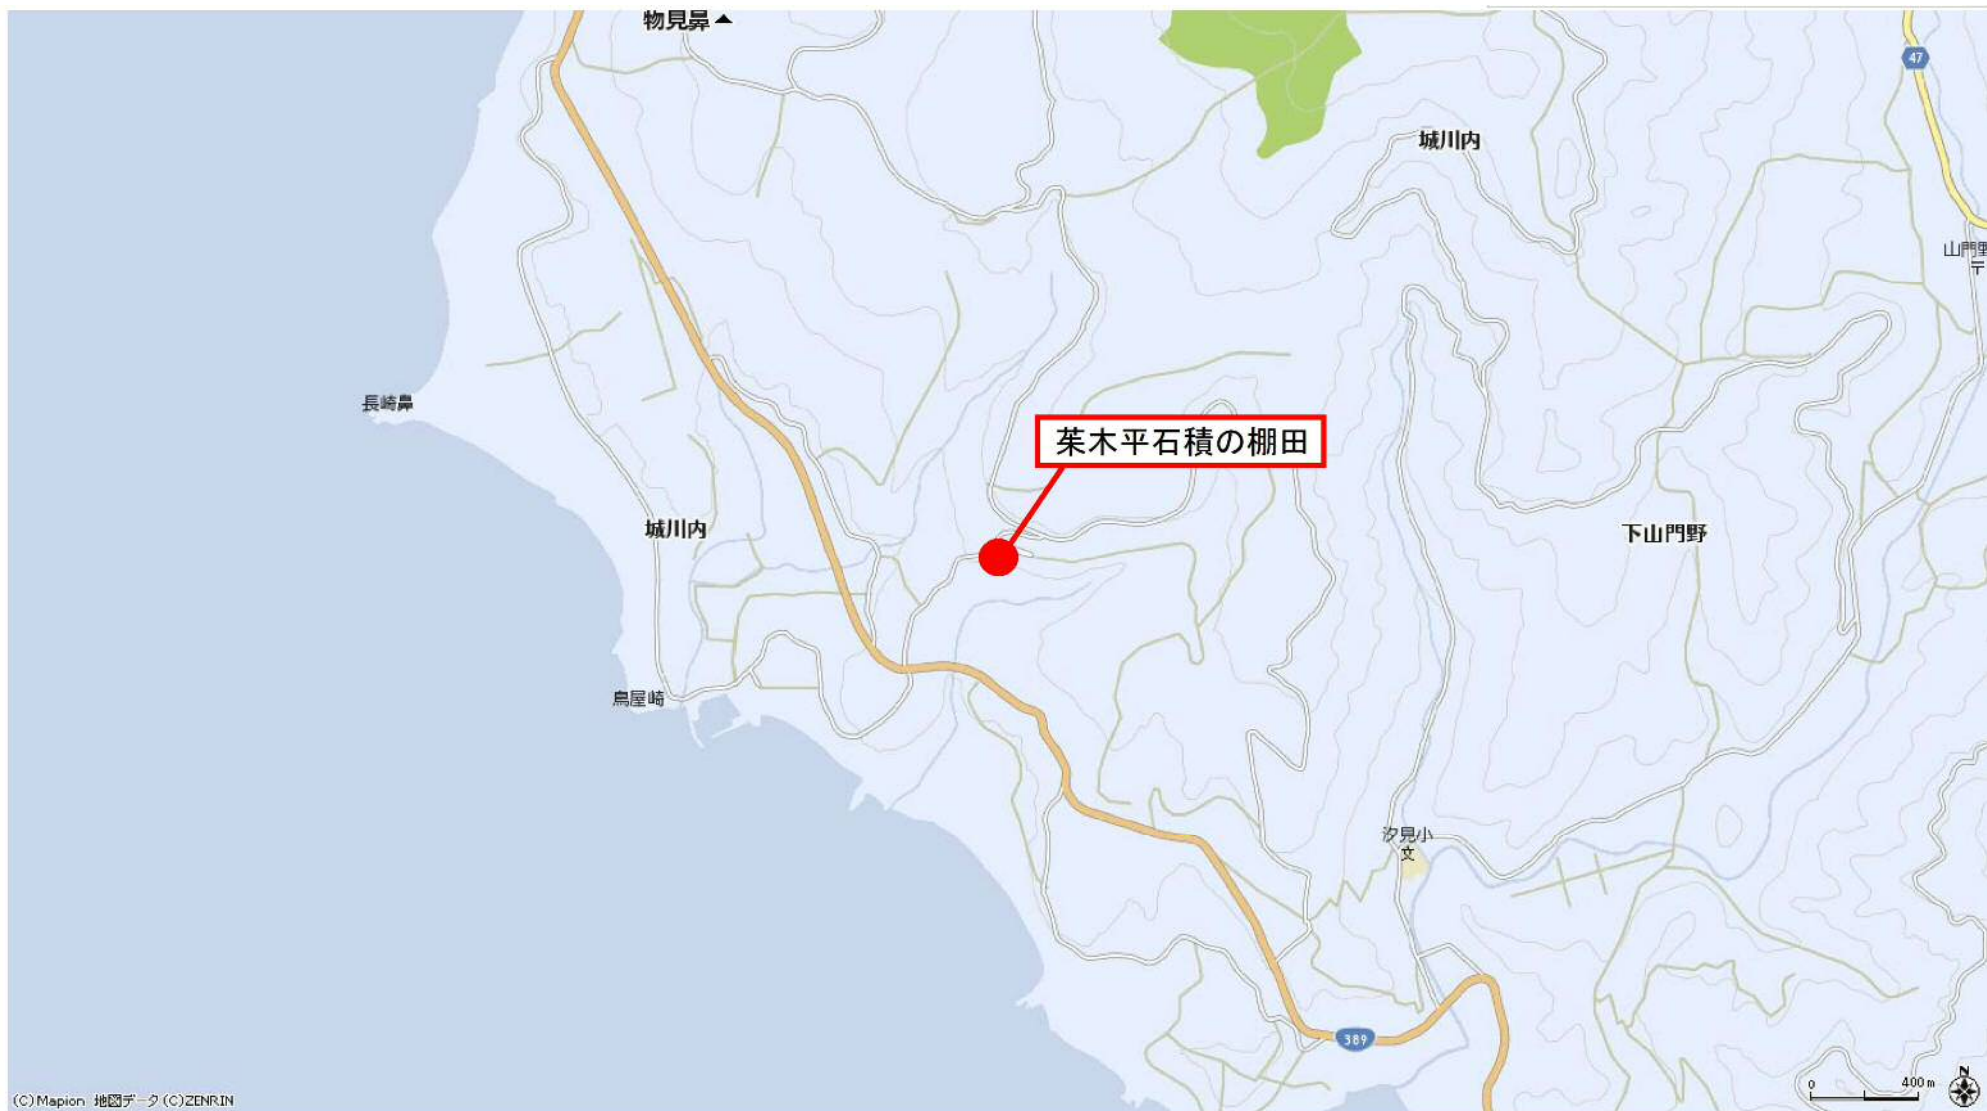 物見鼻
47
城川内
山門野
長崎鼻
茱木平石積の棚田
城川内
下山門野
鳥屋崎
汐見小
文
389
0 400m
N
(C)Mapion 地図データ(C)ZENRIN